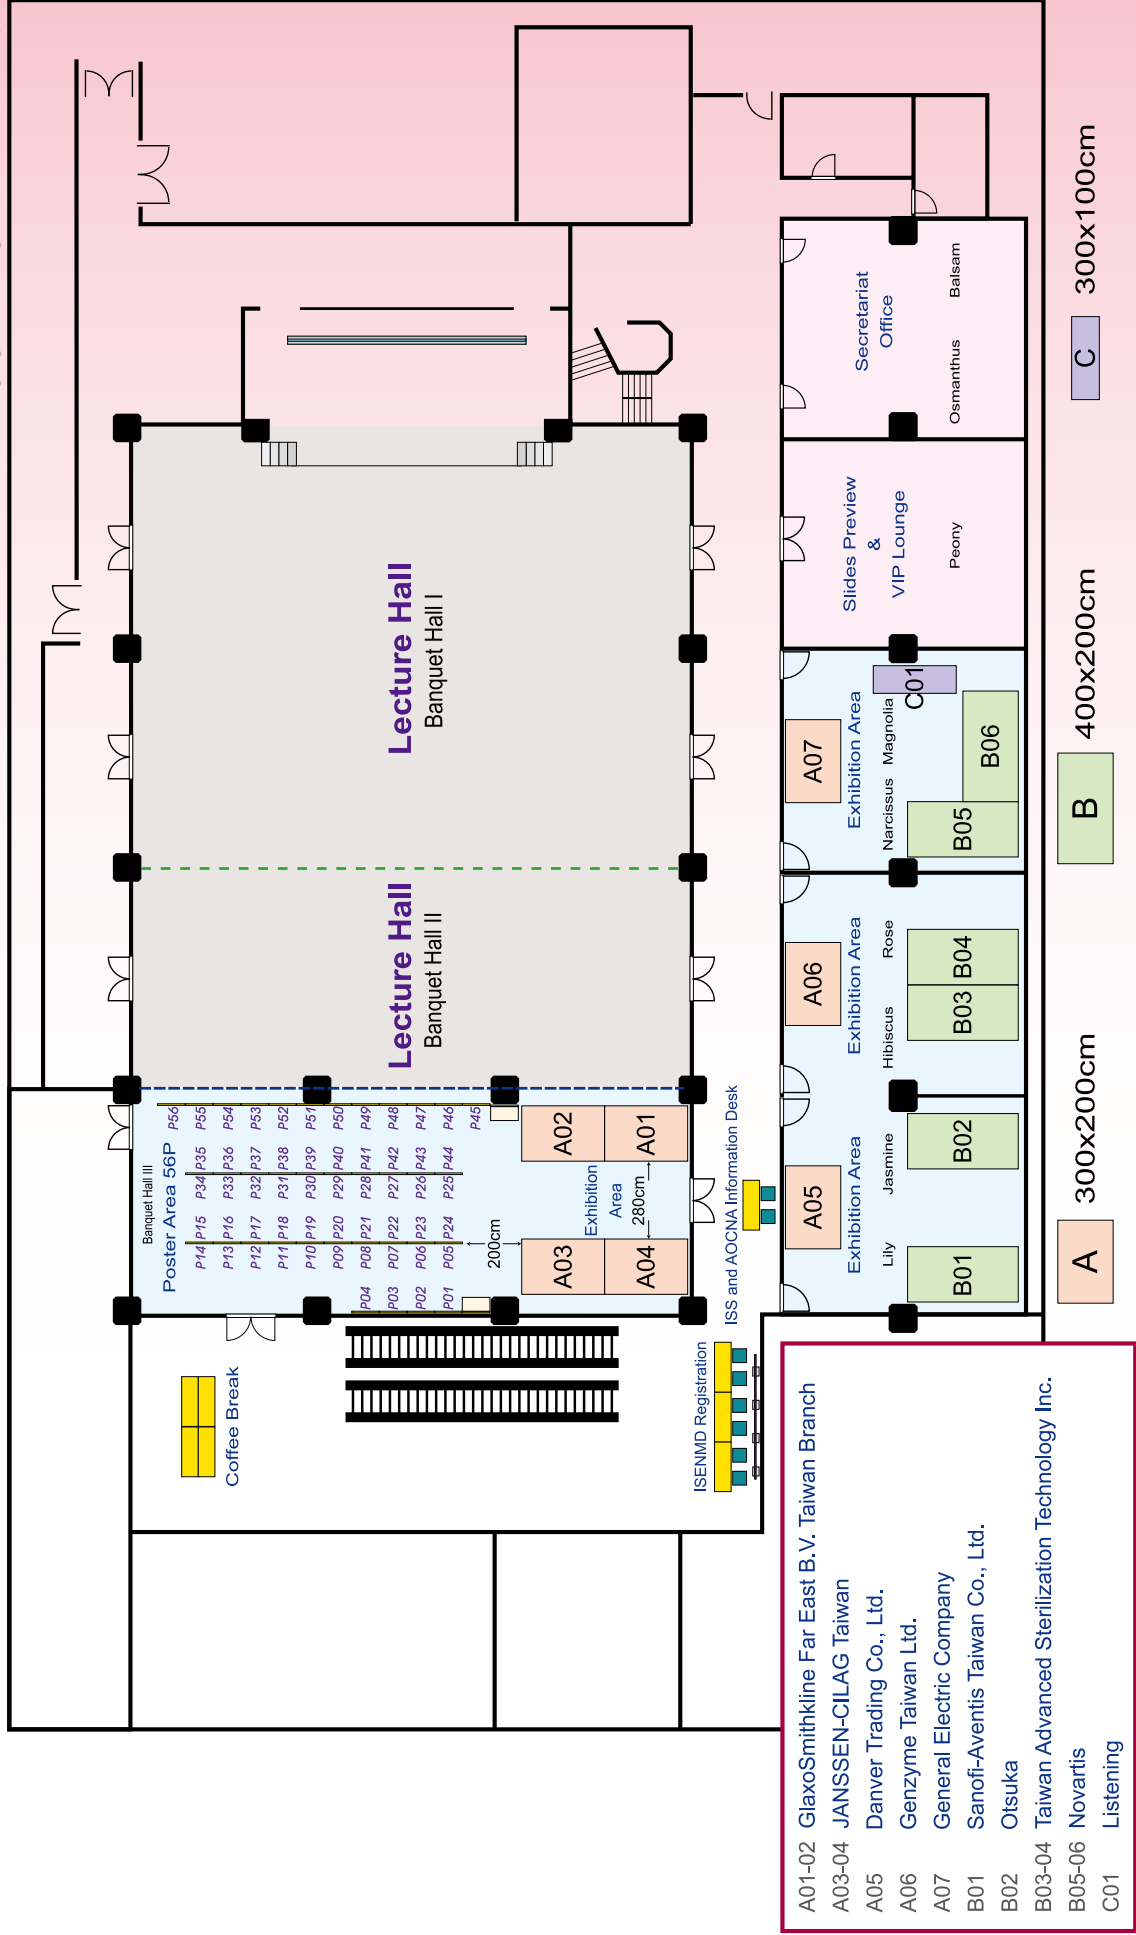 Coffee Break
Banquet Hall III
Poster Area 56P
P14 P15 P34 P35 P56
P13 P16 P33 P36 P55
P12 P17 P32 P37 P54
P11 P18 P31 P38 P53
P10 P19 P30 P39 P52
P09 P20 P29 P40 P51
P04 P08 P21 P28 P41 P50
P03 P07 P22 P27 P42 P49
P02 P06 P23 P26 P43 P48
P01 P05 P24 P25 P44 P47
P46
P45
200cm
A03
A02
Exhibition
Area
280cm
A04
A01
Lecture Hall
Banquet Hall II
Lecture Hall
Banquet Hall I
ISENMD Registration
ISS and AOCNA Information Desk
A05
Exhibition Area
Lily
Jasmine
B01
B02
A06
Exhibition Area
Hibiscus
Rose
B03
B04
A07
Exhibition Area
Narcissus
Magnolia
C01
B05
B06
Slides Preview
&
VIP Lounge
Peony
Secretariat
Office
Osmanthus
Balsam
A01-02 GlaxoSmithkline Far East B.V. Taiwan Branch
A03-04 JANSSEN-CILAG Taiwan
A05 Danver Trading Co., Ltd.
A06 Genzyme Taiwan Ltd.
A07 General Electric Company
B01 Sanofi-Aventis Taiwan Co., Ltd.
B02 Otsuka
B03-04 Taiwan Advanced Sterilization Technology Inc.
B05-06 Novartis
C01 Listening
A 300x200cm
B 400x200cm
C 300x100cm